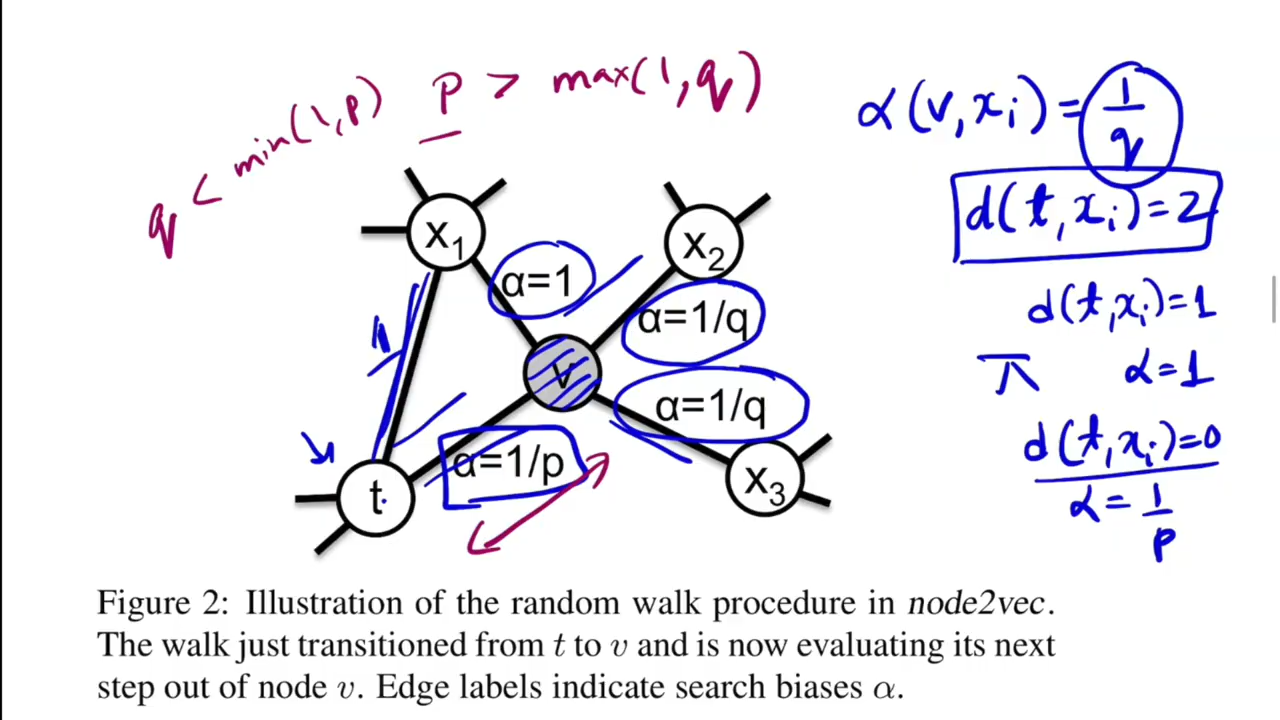 q < min(1,p)
p > max(1,q)
α(v,xᵢ)= 1/q
d(t,xᵢ)=2
d(t,xᵢ)=1
π α=1
d(t,xᵢ)=0
α= 1/p
x₁
x₂
α=1
α=1/q
1
v
α=1/q
α=1/p
t
x₃
Figure 2: Illustration of the random walk procedure in node2vec.
The walk just transitioned from t to v and is now evaluating its next
step out of node v. Edge labels indicate search biases α.